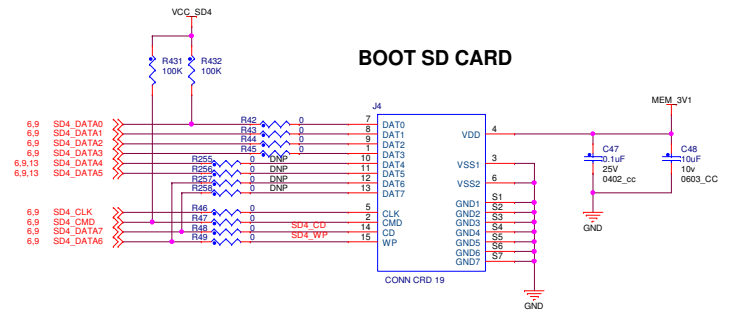 VCC_SD4
BOOT SD CARD
R431 R432
100K 100K
J4
MEM_3V1
6,9 SD4_DATA0 R42 0 7 DAT0
6,9 SD4_DATA1 R43 0 8 DAT1 VDD 4
6,9 SD4_DATA2 R44 0 9 DAT2
6,9 SD4_DATA3 R45 0 1 DAT3
6,9,13 SD4_DATA4 R255 0 DNP 10 DAT4 VSS1 3
6,9,13 SD4_DATA5 R256 0 DNP 11 DAT5
R257 0 DNP 12 DAT6 VSS2 6
R258 0 DNP 13 DAT7
C47 C48
0.1uF 10uF
25V 10v
0402_cc 0603_CC
GND1 S1
6,9 SD4_CLK R46 0 5 CLK GND2 S2
6,9 SD4_CMD R47 0 2 CMD GND3 S3
6,9 SD4_DATA7 R48 0 SD4_CD 14 CD GND4 S4
6,9 SD4_DATA6 R49 0 SD4_WP 15 WP GND5 S5
GND6 S6
GND7 S7
GND
CONN CRD 19
GND